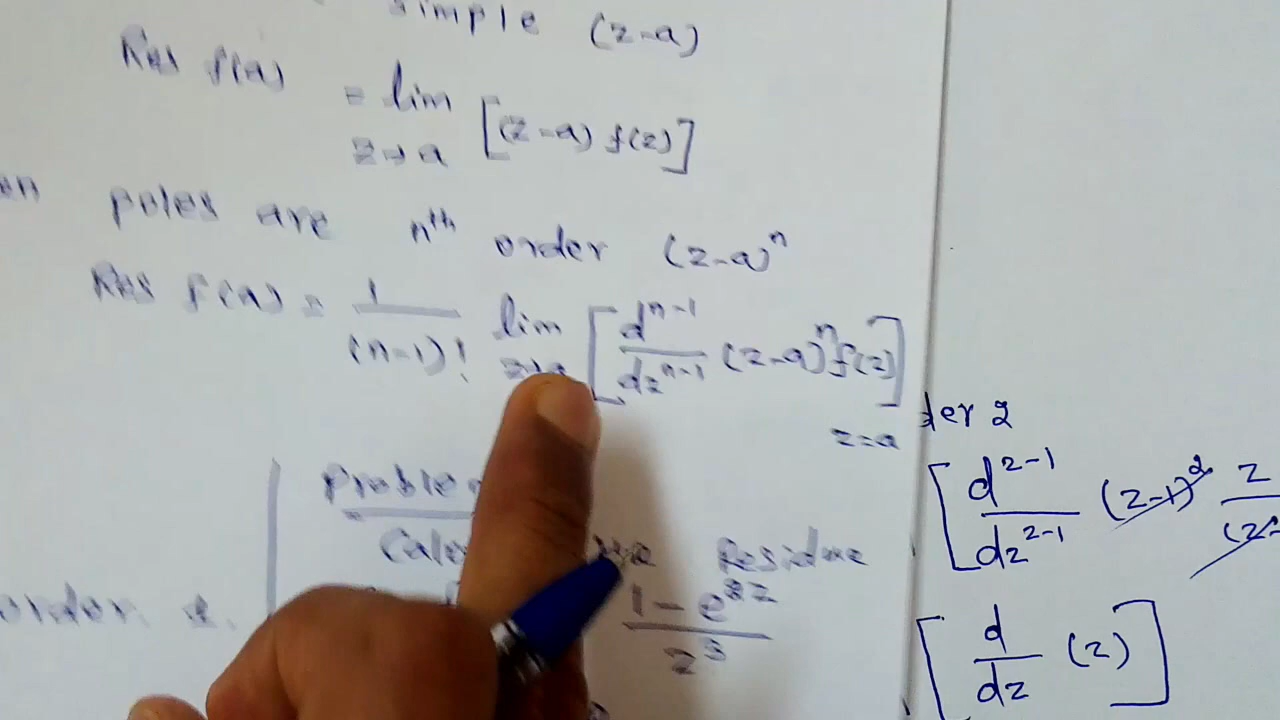 simple (z-a)
Res f(a) = lim [(z-a) f(z)]
z→a
poles are nth order (z-a)^n
Res f(a) = 1/(n-1)! lim [d^(n-1)/dz^(n-1) (z-a)^n f(z)]
z→a
z=a
Problem
Residue
1-e^2z/z^3
order 2.
der 2
[d^(2-1)/dz^(2-1) (z-1)^2 z
[d/dz (z)]